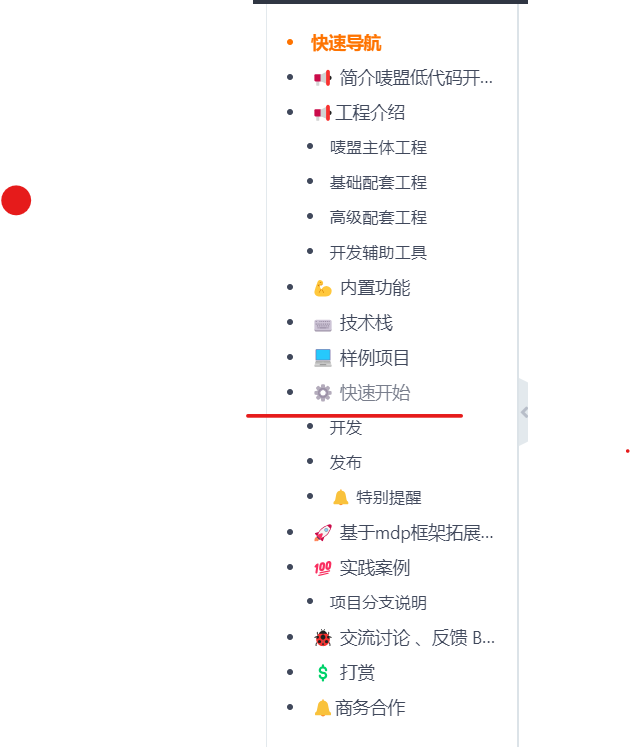 快速导航
简介唛盟低代码开...
工程介绍
唛盟主体工程
基础配套工程
高级配套工程
开发辅助工具
内置功能
技术栈
样例项目
快速开始
开发
发布
特别提醒
基于mdp框架拓展...
💯 实践案例
项目分支说明
交流讨论 、反馈 B...
打赏
商务合作